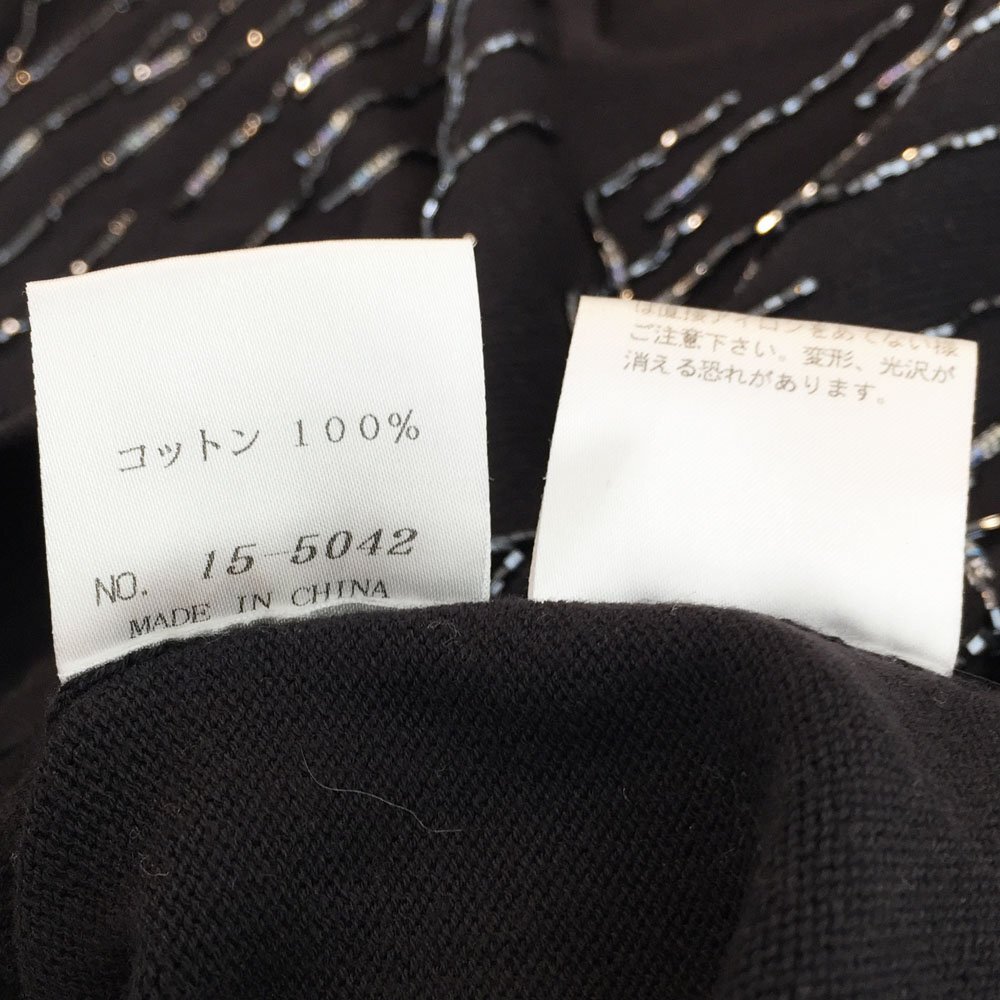 コットン 100%
NO. 15-5042
MADE IN CHINA
は直接アイロンをあてない様
ご注意下さい。変形、光沢が
消える恐れがあります。